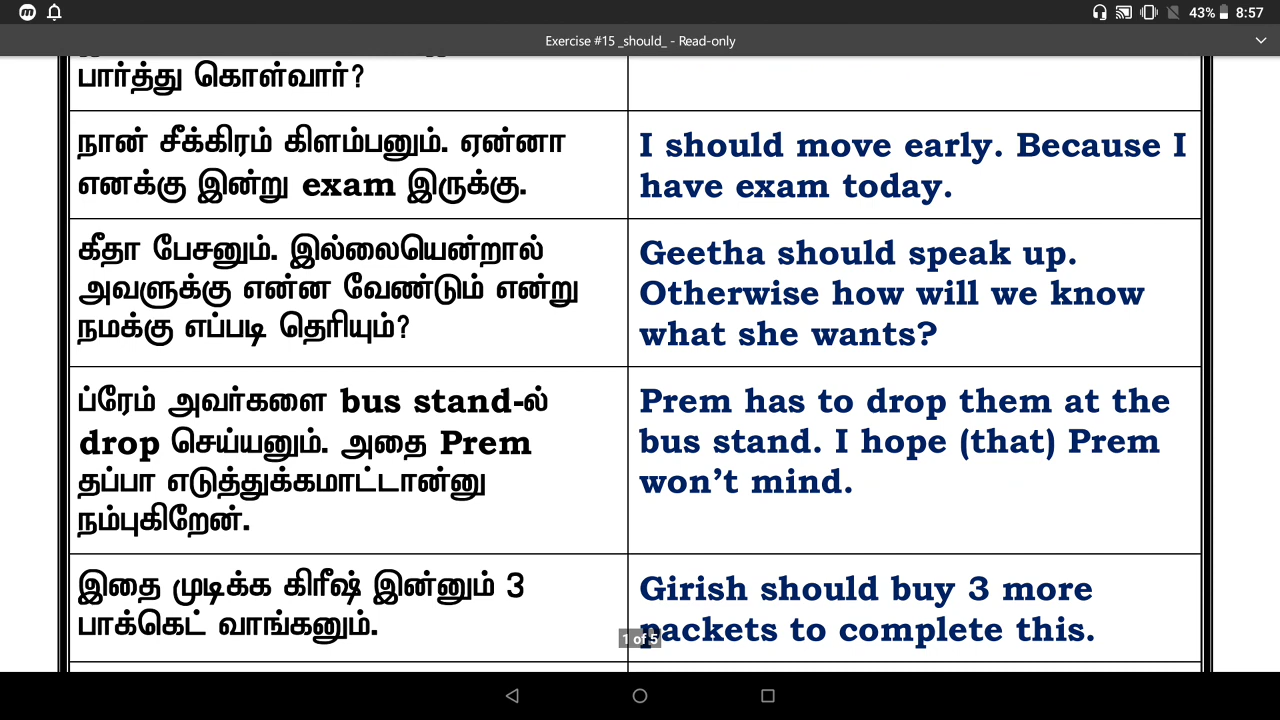 43% 8:57
Exercise #15 _should_ - Read-only
பார்த்து கொள்வார்?
நான் சீக்கிரம் கிளம்பனும். ஏன்னா
எனக்கு இன்று exam இருக்கு.
I should move early. Because I
have exam today.
கீதா பேசனும். இல்லையென்றால்
அவளுக்கு என்ன வேண்டும் என்று
நமக்கு எப்படி தெரியும்?
Geetha should speak up.
Otherwise how will we know
what she wants?
ப்ரேம் அவர்களை bus stand-ல்
drop செய்யனும். அதை Prem
தப்பா எடுத்துக்கமாட்டான்னு
நம்புகிறேன்.
Prem has to drop them at the
bus stand. I hope (that) Prem
won’t mind.
இதை முடிக்க கிரீஷ் இன்னும் 3
பாக்கெட் வாங்கனும்.
Girish should buy 3 more
packets to complete this.
1 of 5